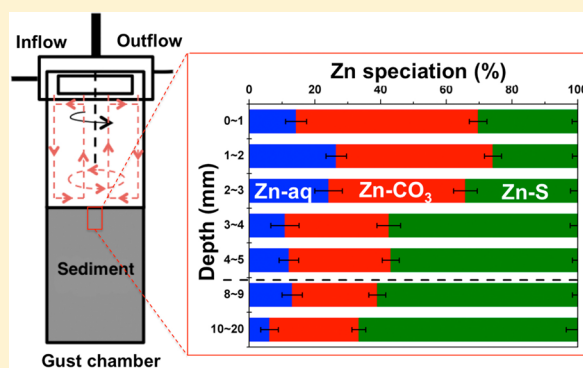 Inflow
Outflow
Sediment
Gust chamber
Zn speciation (%)
0 20 40 60 80 100
Depth (mm)
0~1
1~2
2~3 Zn-aq Zn-CO₃ Zn-S
3~4
4~5
8~9
10~20